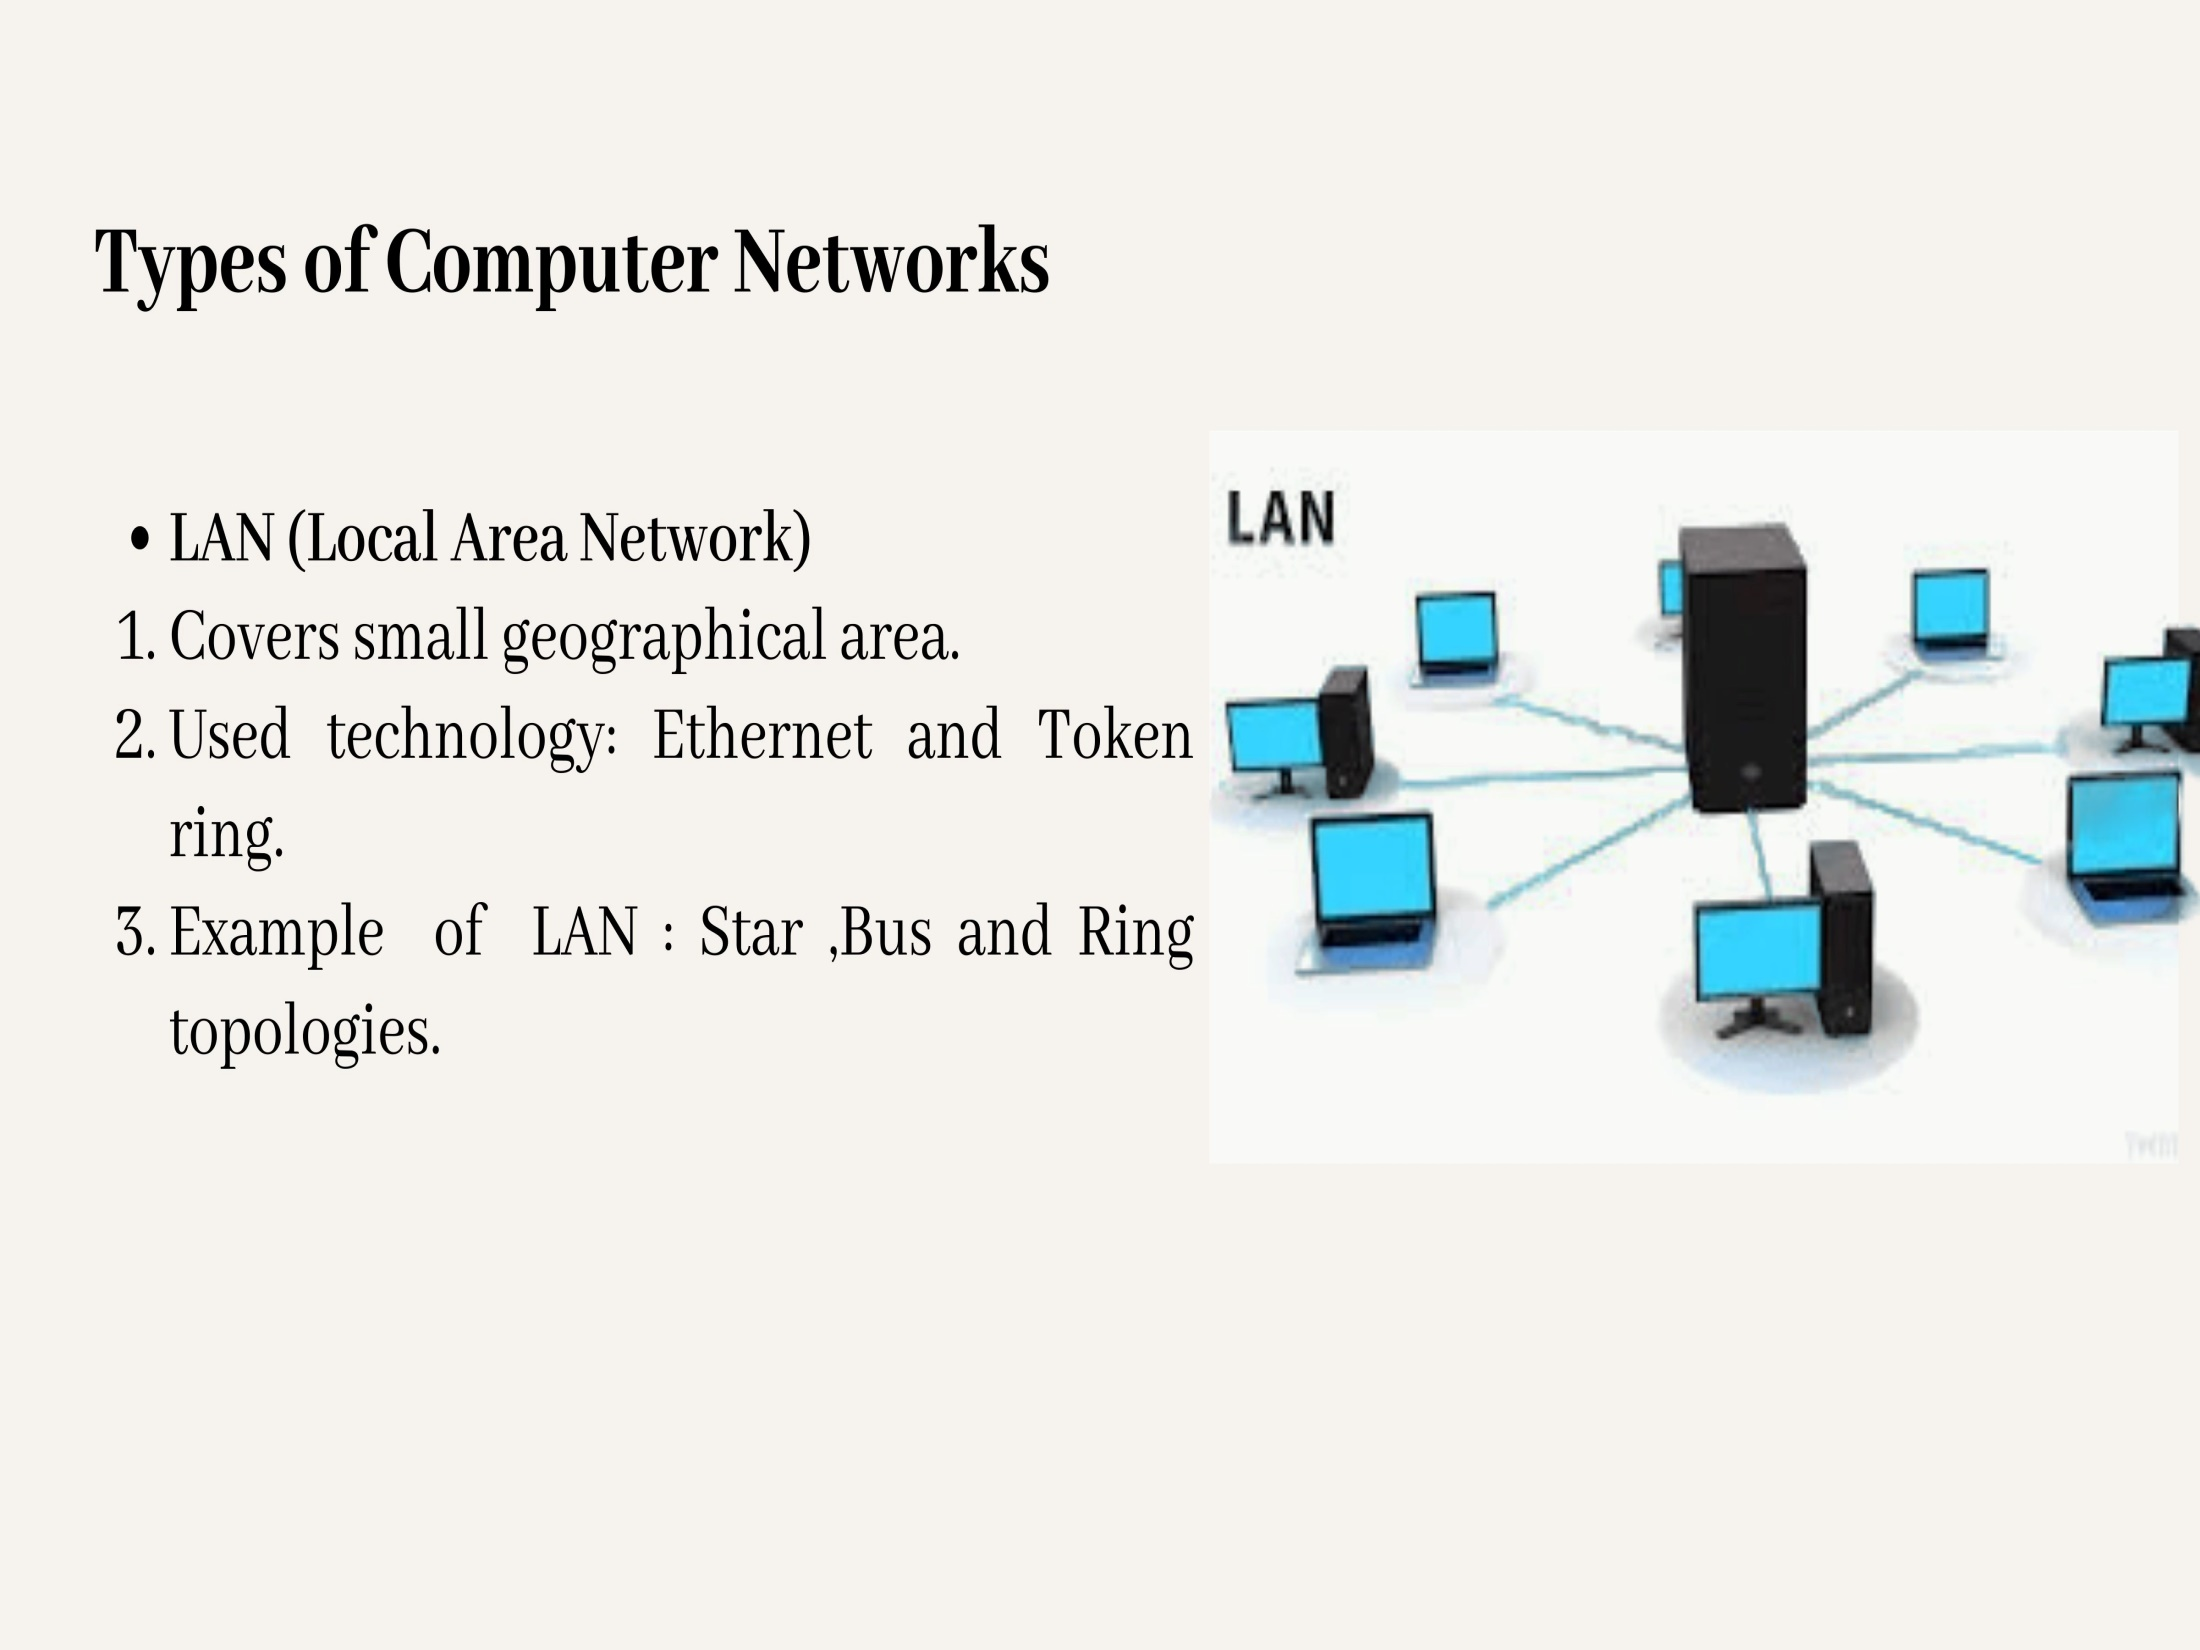 Types of Computer Networks
• LAN (Local Area Network)
1. Covers small geographical area.
2. Used technology: Ethernet and Token
ring.
3. Example of LAN : Star ,Bus and Ring
topologies.
LAN